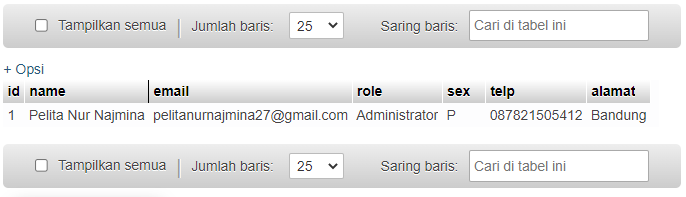 Tampilkan semua | Jumlah baris: 25 Saring baris: Cari di tabel ini
+ Opsi
id name email role sex telp alamat
1 Pelita Nur Najmina pelitanurnajmina27@gmail.com Administrator P 087821505412 Bandung
Tampilkan semua | Jumlah baris: 25 Saring baris: Cari di tabel ini